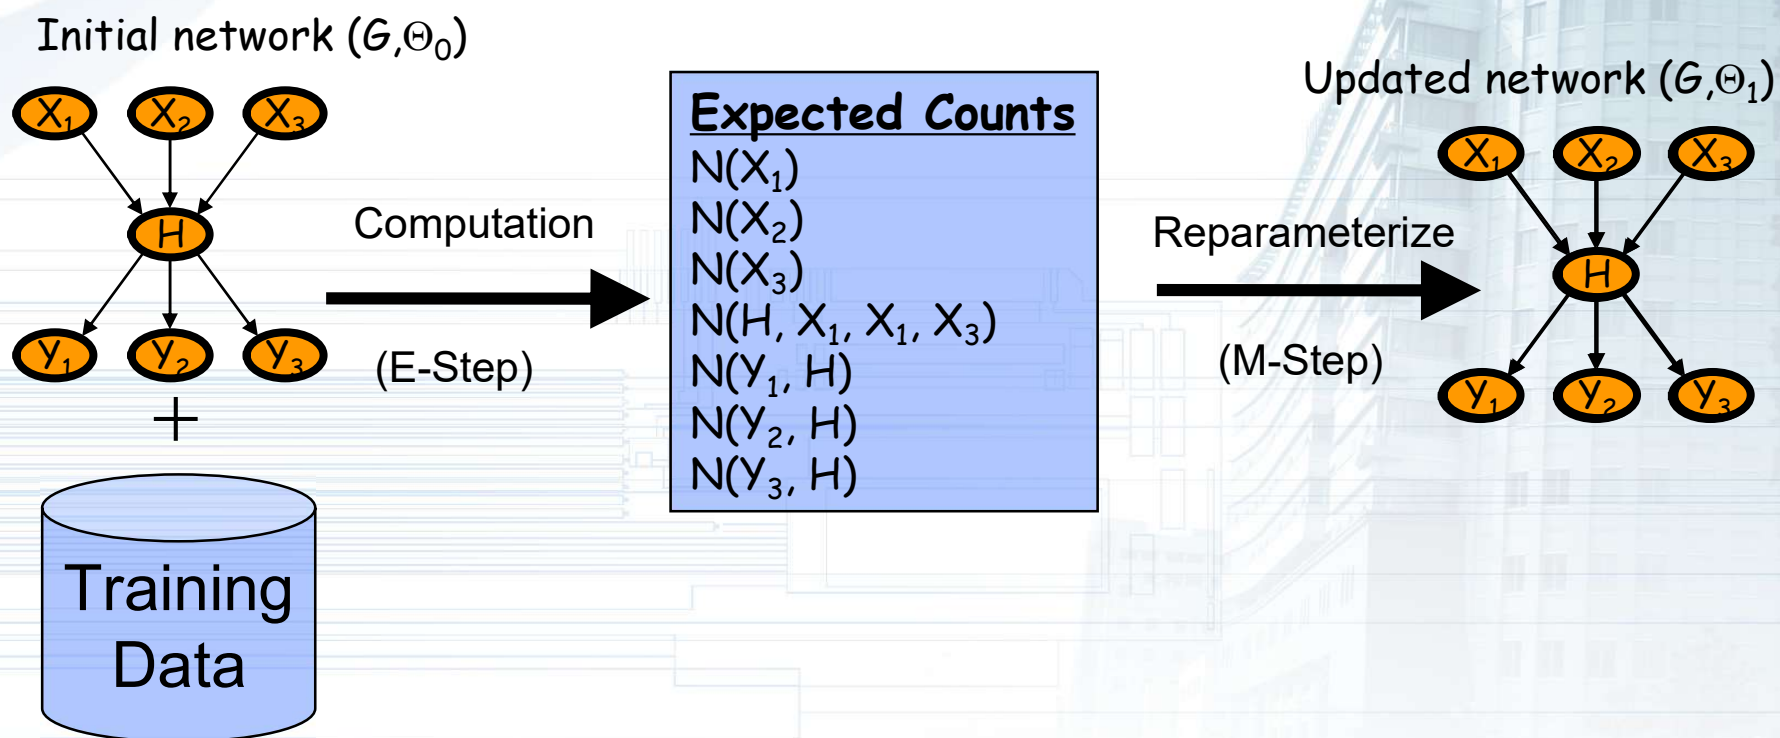 Initial network (G,Θ₀)
X₁ X₂ X₃
H
Y₁ Y₂ Y₃
+
Training
Data
Computation
(E-Step)
Expected Counts
N(X₁)
N(X₂)
N(X₃)
N(H, X₁, X₁, X₃)
N(Y₁, H)
N(Y₂, H)
N(Y₃, H)
Reparameterize
(M-Step)
Updated network (G,Θ₁)
X₁ X₂ X₃
H
Y₁ Y₂ Y₃